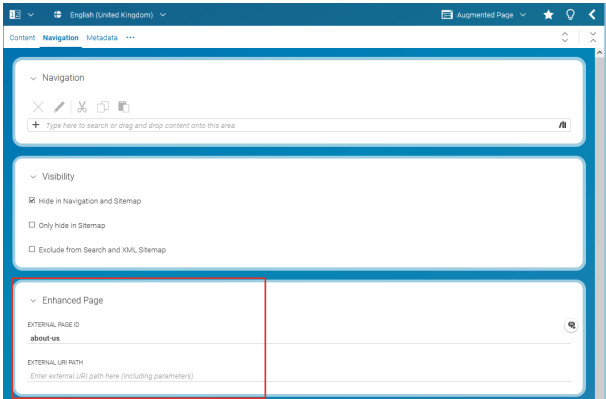 English (United Kingdom)
Augmented Page
Content Navigation Metadata ···
Navigation
Type here to search or drag and drop content onto this area.
Visibility
Hide in Navigation and Sitemap
Only hide in Sitemap
Exclude from Search and XML Sitemap
Enhanced Page
EXTERNAL PAGE ID
about-us
EXTERNAL URI PATH
Enter external URI path here (including parameters).